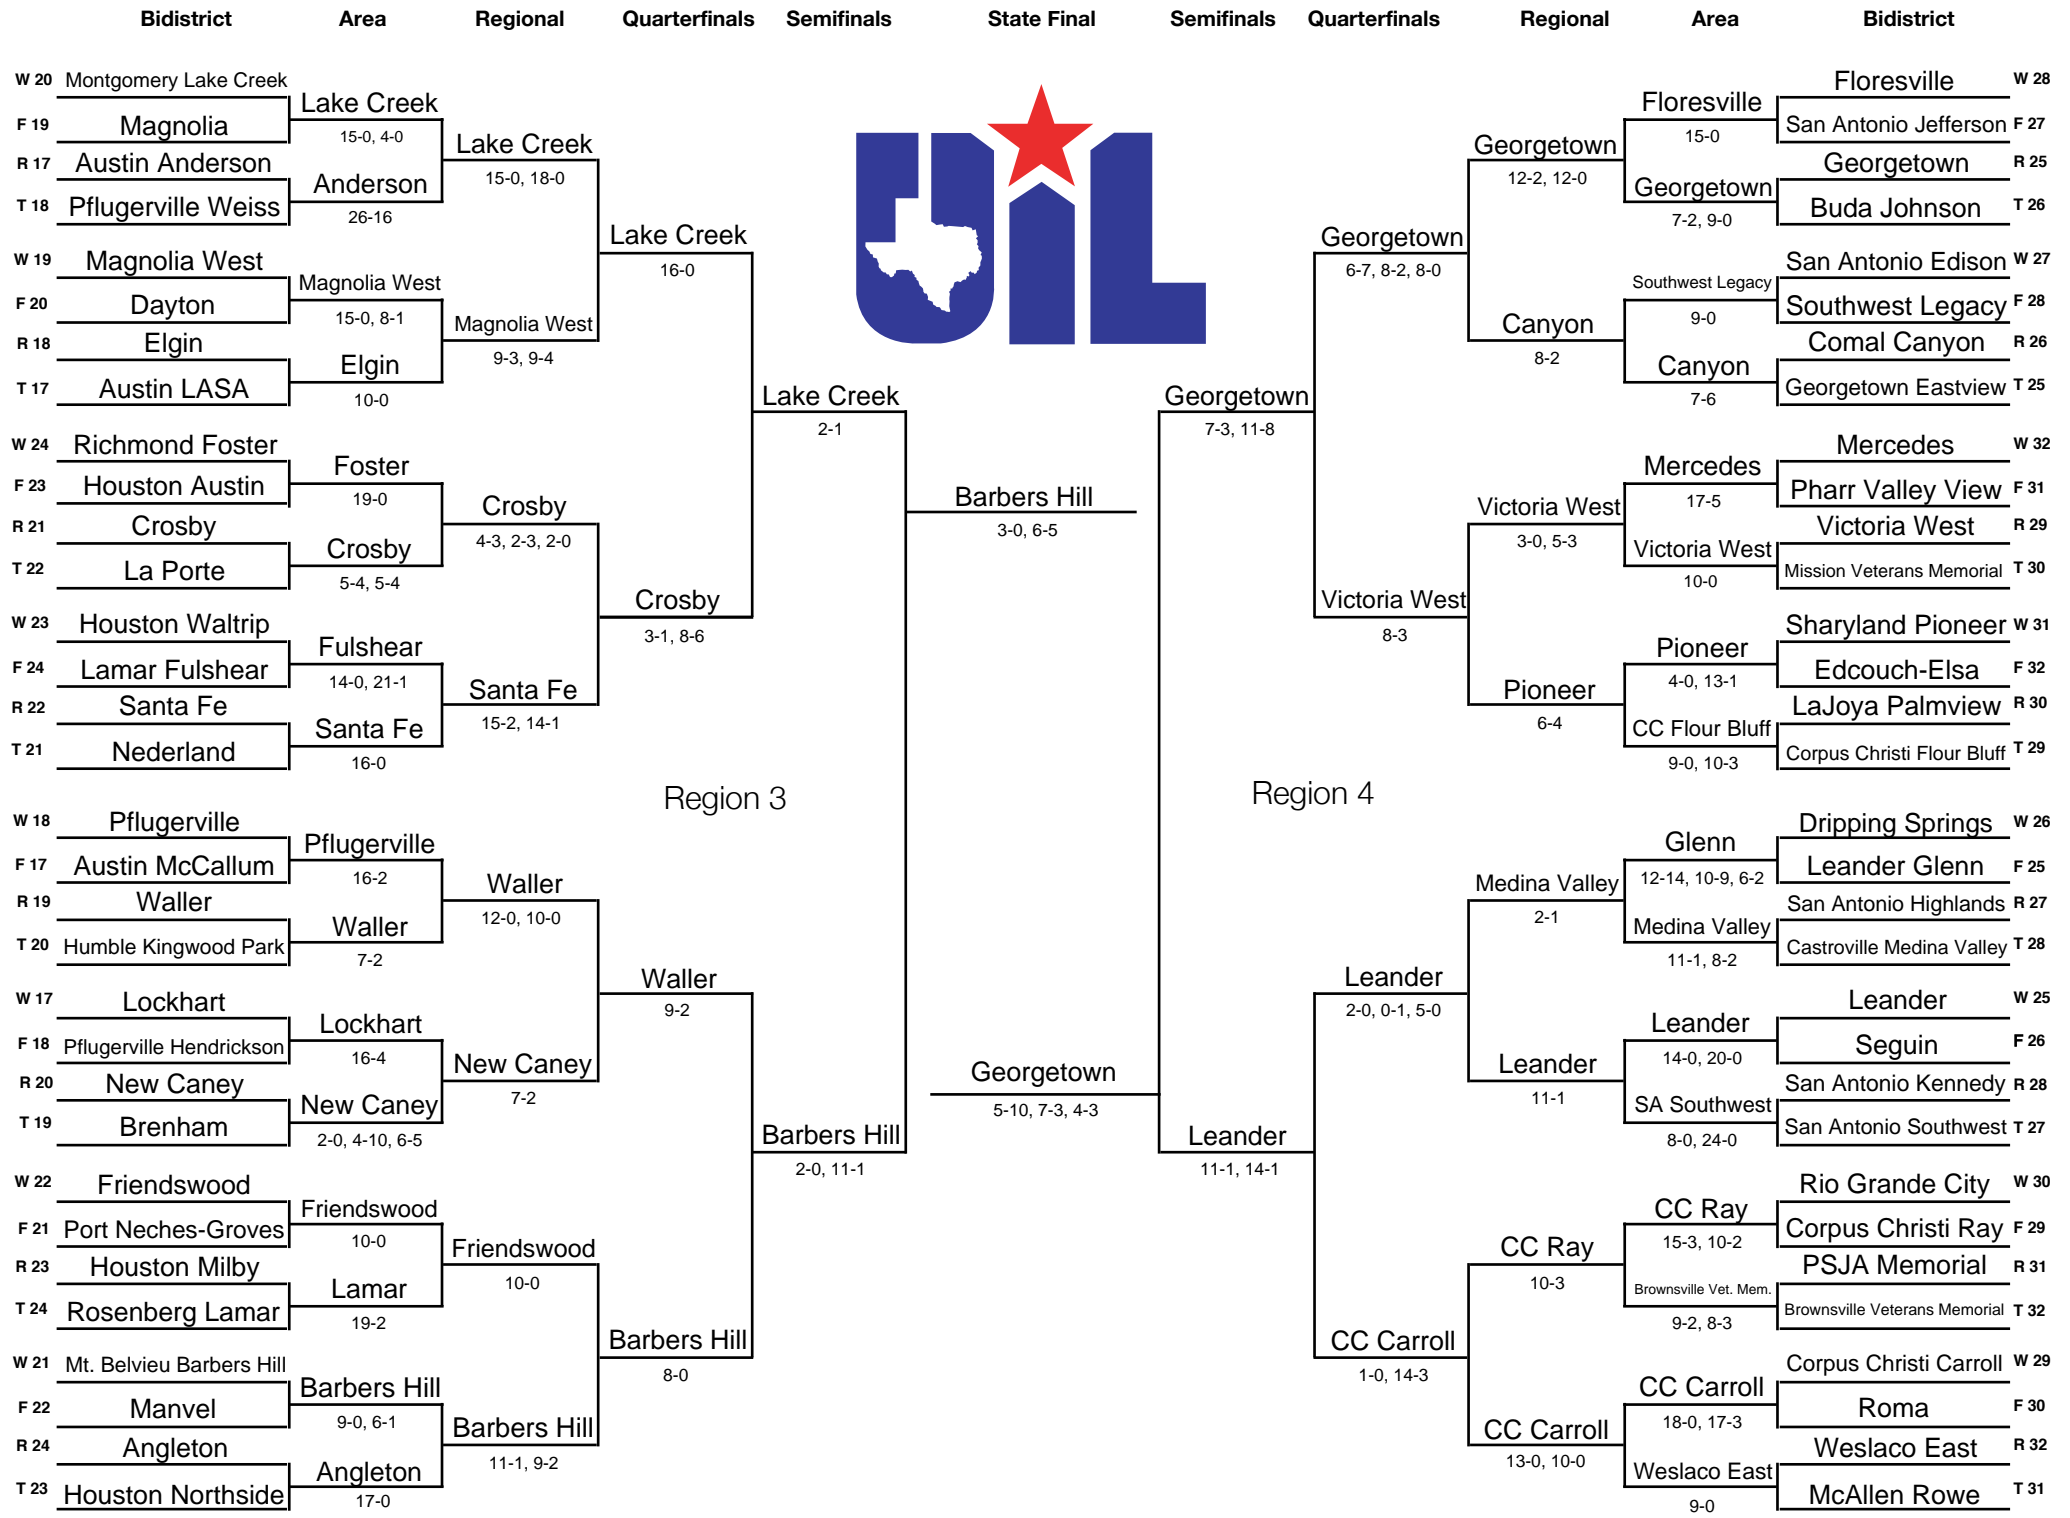 Bidistrict Area Regional Quarterfinals Semifinals State Final Semifinals Quarterfinals Regional Area Bidistrict
W 20 Montgomery Lake Creek
Lake Creek
F 19 Magnolia
15-0, 4-0
Lake Creek
R 17 Austin Anderson
15-0, 18-0
Anderson
T 18 Pflugerville Weiss
26-16
Lake Creek
16-0
W 19 Magnolia West
Magnolia West
F 20 Dayton
15-0, 8-1
Magnolia West
R 18 Elgin
9-3, 9-4
Elgin
T 17 Austin LASA
10-0
Lake Creek
2-1
W 24 Richmond Foster
Foster
F 23 Houston Austin
19-0
Crosby
R 21 Crosby
4-3, 2-3, 2-0
Crosby
T 22 La Porte
5-4, 5-4
Crosby
3-1, 8-6
W 23 Houston Waltrip
Fulshear
F 24 Lamar Fulshear
14-0, 21-1
Santa Fe
R 22 Santa Fe
15-2, 14-1
Santa Fe
T 21 Nederland
16-0
Region 3
W 18 Pflugerville
Pflugerville
F 17 Austin McCallum
16-2
Waller
R 19 Waller
12-0, 10-0
Waller
T 20 Humble Kingwood Park
7-2
Waller
9-2
W 17 Lockhart
Lockhart
F 18 Pflugerville Hendrickson
16-4
New Caney
R 20 New Caney
7-2
New Caney
T 19 Brenham
2-0, 4-10, 6-5
Barbers Hill
2-0, 11-1
W 22 Friendswood
Friendswood
F 21 Port Neches-Groves
10-0
Friendswood
R 23 Houston Milby
10-0
Lamar
T 24 Rosenberg Lamar
19-2
Barbers Hill
8-0
W 21 Mt. Belvieu Barbers Hill
Barbers Hill
F 22 Manvel
9-0, 6-1
Barbers Hill
R 24 Angleton
11-1, 9-2
Angleton
T 23 Houston Northside
17-0
UIL
Barbers Hill
3-0, 6-5
Georgetown
5-10, 7-3, 4-3
Floresville W 28
Floresville
San Antonio Jefferson F 27
15-0
Georgetown
Georgetown R 25
12-2, 12-0
Georgetown
Buda Johnson T 26
7-2, 9-0
Georgetown
6-7, 8-2, 8-0
San Antonio Edison W 27
Southwest Legacy
Southwest Legacy F 28
9-0
Canyon
Comal Canyon R 26
8-2
Canyon
Georgetown Eastview T 25
7-6
Georgetown
7-3, 11-8
Mercedes W 32
Mercedes
Pharr Valley View F 31
17-5
Victoria West
Victoria West R 29
3-0, 5-3
Victoria West
Mission Veterans Memorial T 30
10-0
Victoria West
8-3
Sharyland Pioneer W 31
Pioneer
Edcouch-Elsa F 32
4-0, 13-1
Pioneer
LaJoya Palmview R 30
6-4
CC Flour Bluff
Corpus Christi Flour Bluff T 29
9-0, 10-3
Region 4
Dripping Springs W 26
Glenn
Leander Glenn F 25
12-14, 10-9, 6-2
Medina Valley
San Antonio Highlands R 27
2-1
Medina Valley
Castroville Medina Valley T 28
11-1, 8-2
Leander
2-0, 0-1, 5-0
Leander W 25
Leander
Seguin F 26
14-0, 20-0
Leander
San Antonio Kennedy R 28
11-1
SA Southwest
San Antonio Southwest T 27
8-0, 24-0
Leander
11-1, 14-1
Rio Grande City W 30
CC Ray
Corpus Christi Ray F 29
15-3, 10-2
CC Ray
PSJA Memorial R 31
10-3
Brownsville Vet. Mem.
Brownsville Veterans Memorial T 32
9-2, 8-3
CC Carroll
1-0, 14-3
Corpus Christi Carroll W 29
CC Carroll
Roma F 30
18-0, 17-3
CC Carroll
Weslaco East R 32
13-0, 10-0
Weslaco East
McAllen Rowe T 31
9-0